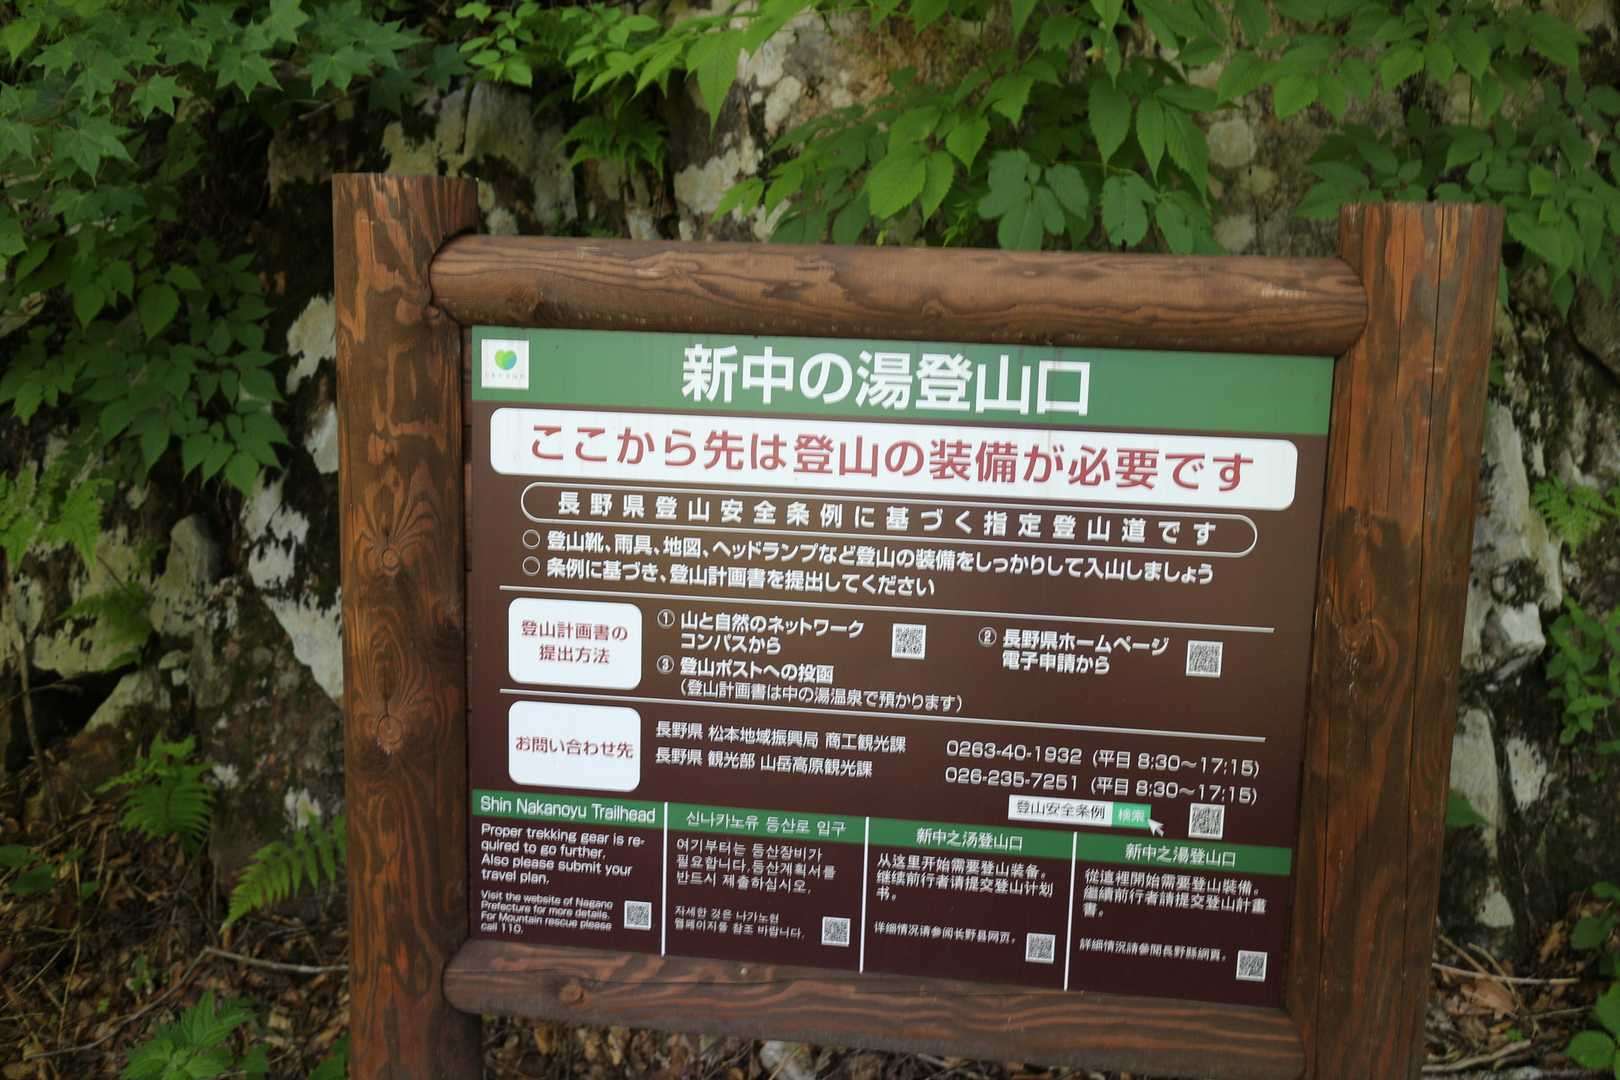 新中の湯登山口
ここから先は登山の装備が必要です
長野県登山安全条例に基づく指定登山道です
○ 登山靴、雨具、地図、ヘッドランプなど登山の装備をしっかりして入山しましょう
○ 条例に基づき、登山計画書を提出してください
登山計画書の
提出方法
① 山と自然のネットワーク
コンパスから
② 長野県ホームページ
電子申請から
③ 登山ポストへの投函
(登山計画書は中の湯温泉で預かります)
お問い合わせ先
長野県 松本地域振興局 商工観光課
0263-40-1932 (平日 8:30～17:15)
長野県 観光部 山岳高原観光課
026-235-7251 (平日 8:30～17:15)
登山安全条例 検索
Shin Nakanoyu Trailhead
Proper trekking gear is re-
quired to go further.
Also please submit your
travel plan.
Visit the website of Nagano
Prefecture for more details.
For Mountain rescue please
call 110.
신나카노유 등산로 입구
여기부터는 등산장비가
필요합니다.등산계획서를
반드시 제출하십시오.
자세한 것은 나가노현
웹페이지를 참조 바랍니다.
新中之汤登山口
从这里开始需要登山装备。
继续前行者请提交登山计划
书。
详细情况请参阅长野县网页。
新中之湯登山口
從這裡開始需要登山裝備。
繼續前行者請提交登山計畫
書。
詳細情況請參閱長野縣網頁。